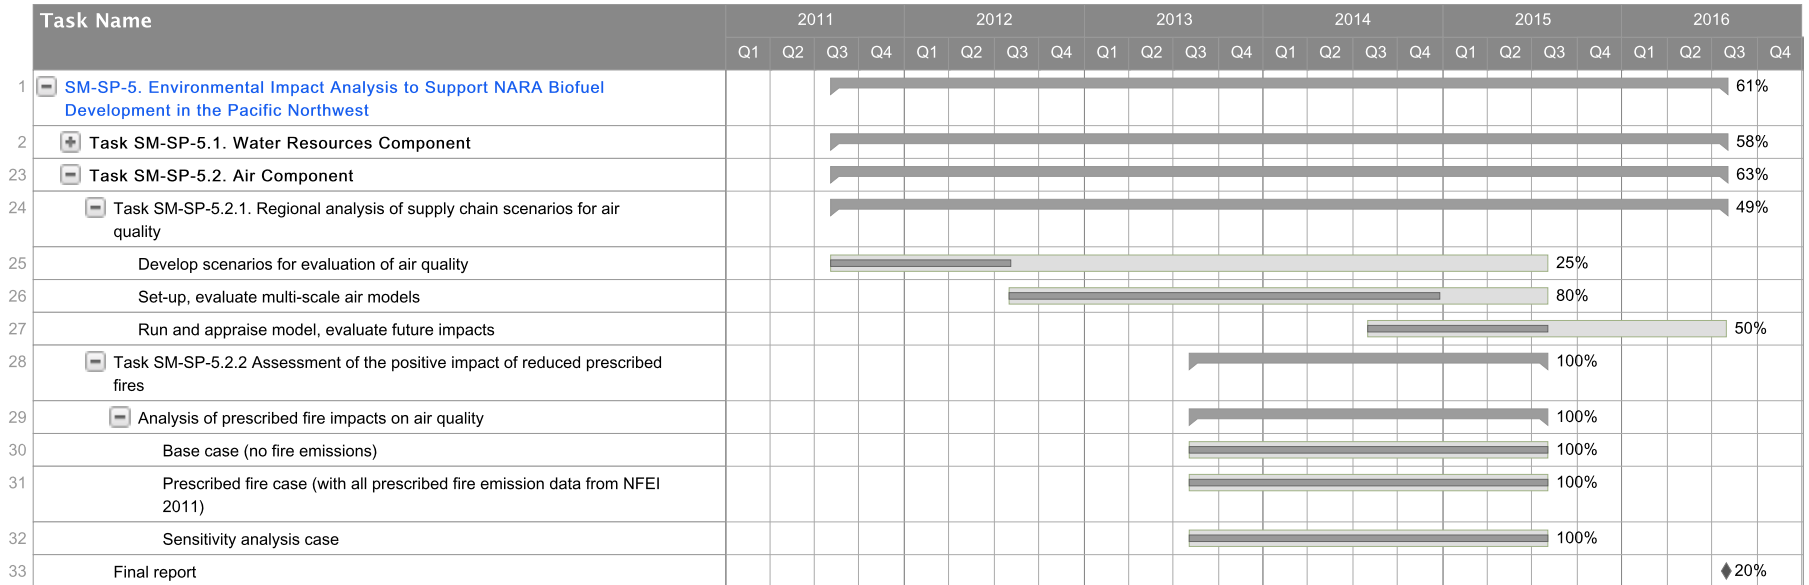 Task Name
2011 2012 2013 2014 2015 2016
Q1 Q2 Q3 Q4 Q1 Q2 Q3 Q4 Q1 Q2 Q3 Q4 Q1 Q2 Q3 Q4 Q1 Q2 Q3 Q4 Q1 Q2 Q3 Q4
1 SM-SP-5. Environmental Impact Analysis to Support NARA Biofuel 61%
Development in the Pacific Northwest
2 Task SM-SP-5.1. Water Resources Component 58%
23 Task SM-SP-5.2. Air Component 63%
24 Task SM-SP-5.2.1. Regional analysis of supply chain scenarios for air 49%
quality
25 Develop scenarios for evaluation of air quality 25%
26 Set-up, evaluate multi-scale air models 80%
27 Run and appraise model, evaluate future impacts 50%
28 Task SM-SP-5.2.2 Assessment of the positive impact of reduced prescribed 100%
fires
29 Analysis of prescribed fire impacts on air quality 100%
30 Base case (no fire emissions) 100%
31 Prescribed fire case (with all prescribed fire emission data from NFEI 100%
2011)
32 Sensitivity analysis case 100%
33 Final report 20%